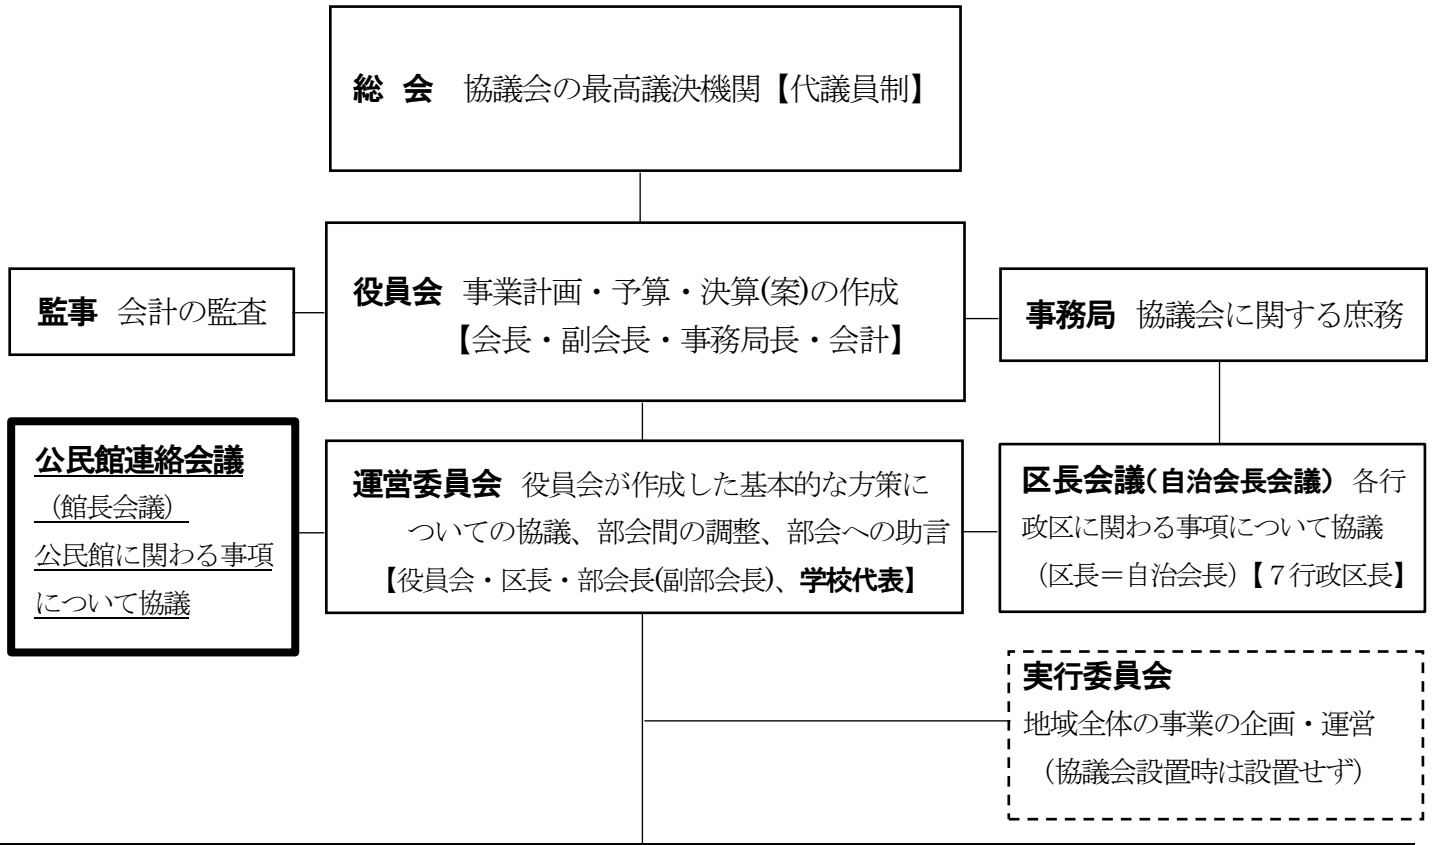 総 会 協議会の最高議決機関【代議員制】
役員会 事業計画・予算・決算(案)の作成
【会長・副会長・事務局長・会計】
監事 会計の監査
事務局 協議会に関する庶務
公民館連絡会議
（館長会議）
公民館に関わる事項
について協議
運営委員会 役員会が作成した基本的な方策に
ついての協議、部会間の調整、部会への助言
【役員会・区長・部会長(副部会長)、学校代表】
区長会議(自治会長会議) 各行
政区に関わる事項について協議
（区長＝自治会長）【７行政区長】
実行委員会
地域全体の事業の企画・運営
（協議会設置時は設置せず）